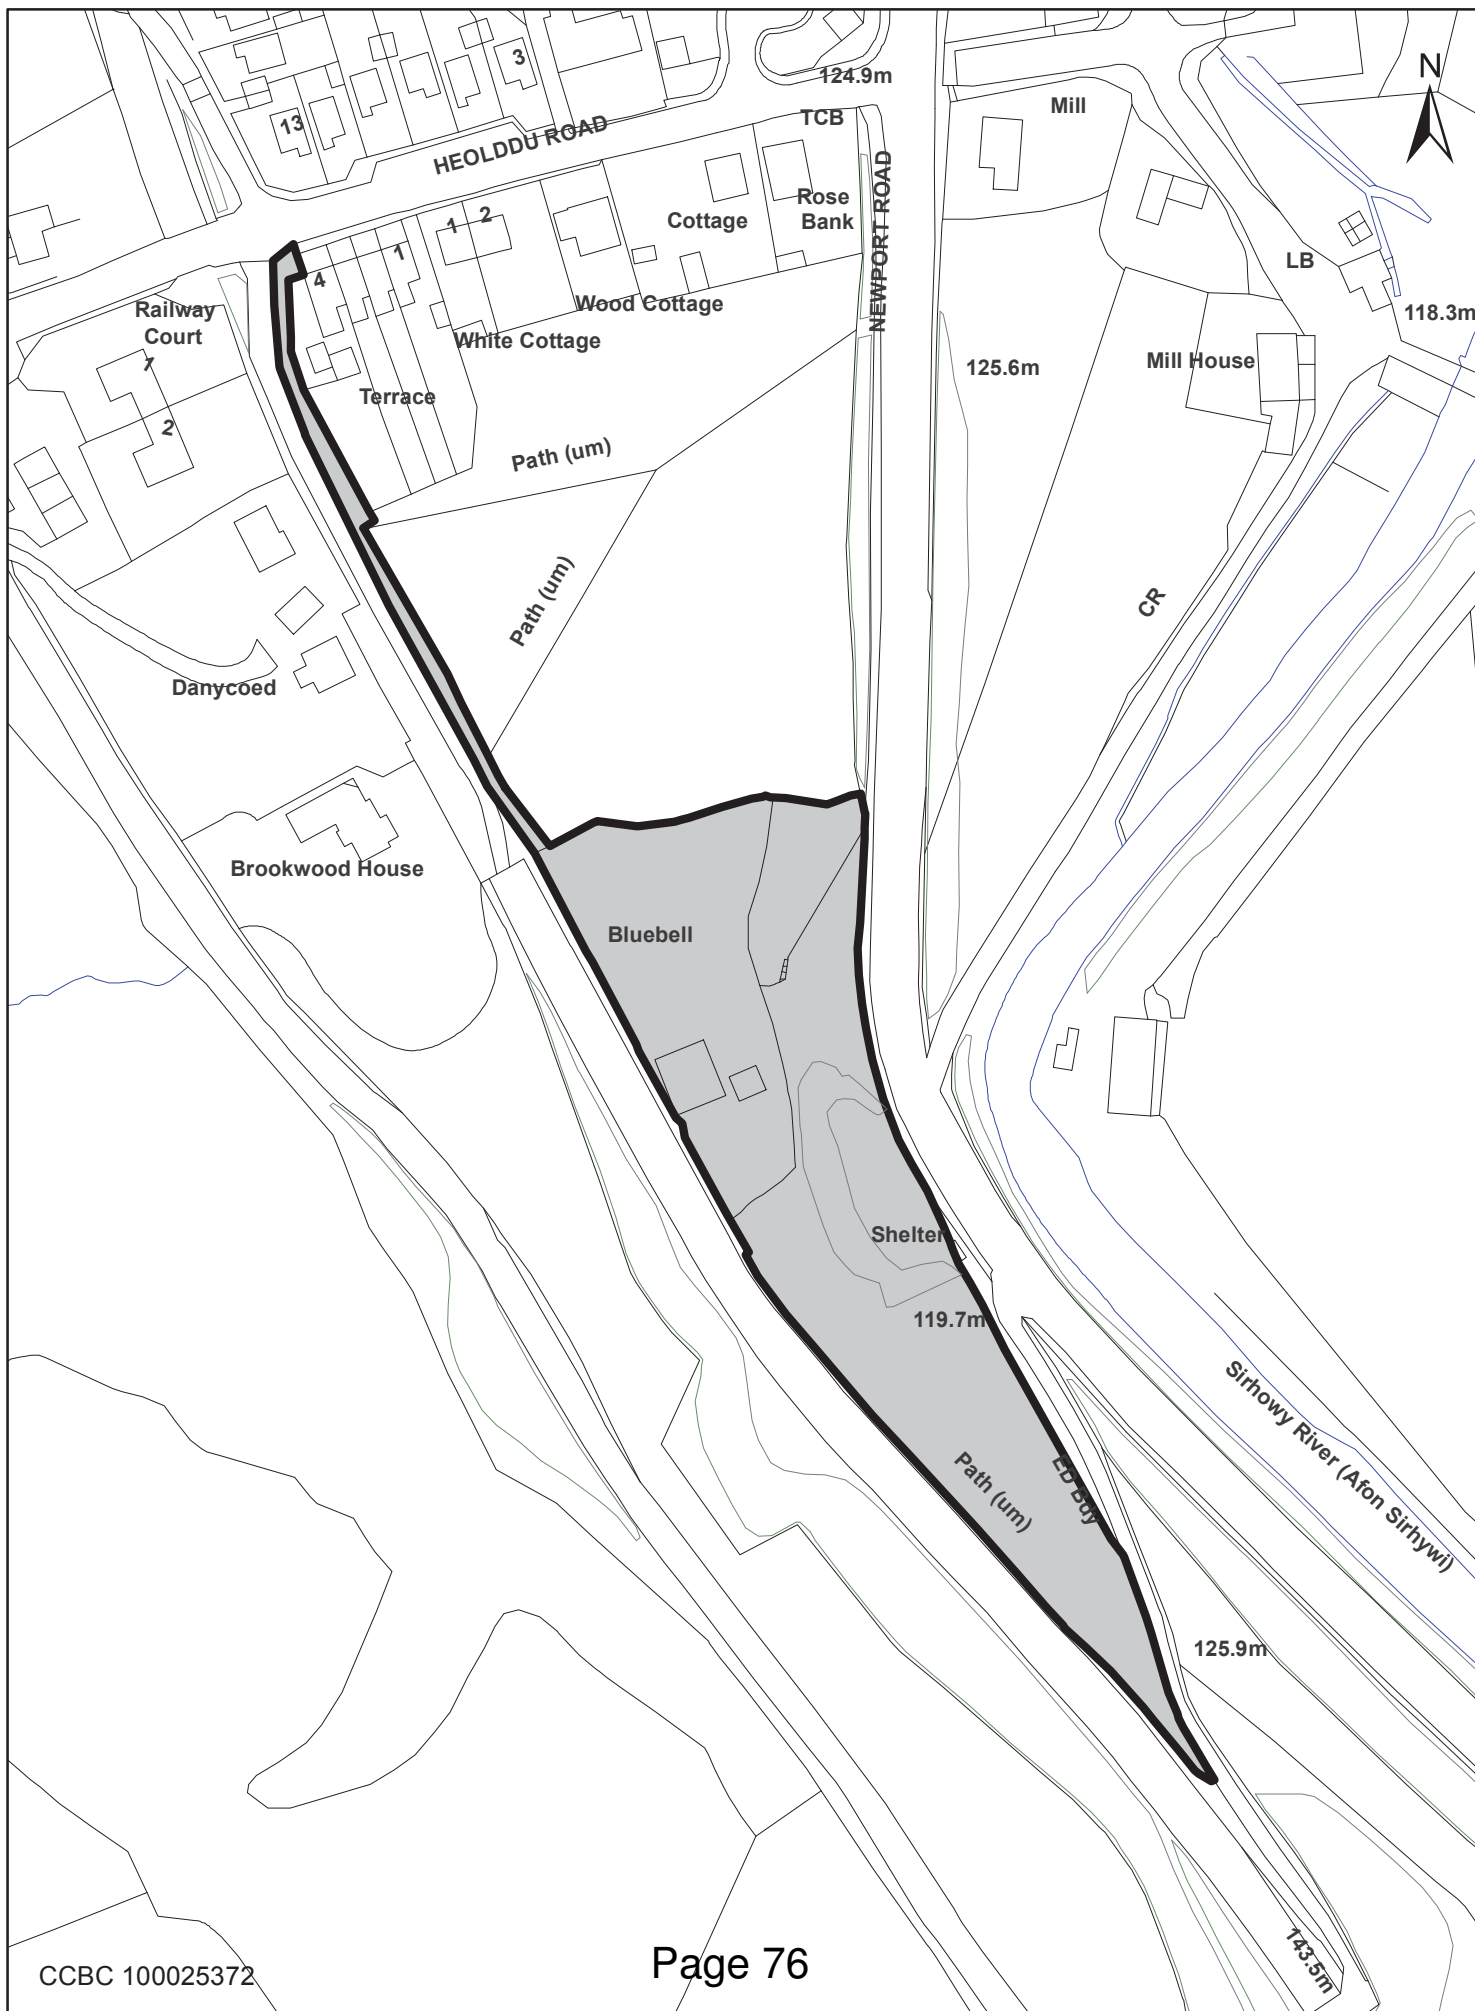 3
124.9m
N
Mill
TCB
13
HEOLDDU ROAD
Rose
Bank
NEWPORT ROAD
Cottage
1
2
1
4
LB
Railway
Court
Wood Cottage
118.3m
White Cottage
1
125.6m
Mill House
Terrace
2
Path (um)
Path (um)
CR
Danycoed
Brookwood House
Bluebell
Shelter
119.7m
Sirhowy River (Afon Sirhywi)
Path (um)
ED Bdy
125.9m
143.5m
CCBC 100025372
Page 76